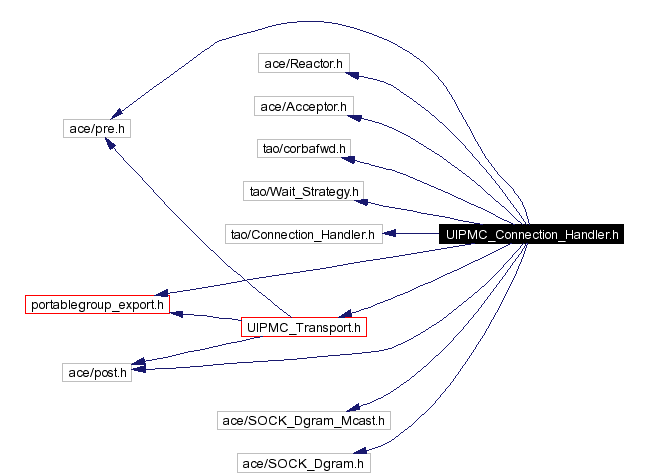 ace/Reactor.h
ace/Acceptor.h
ace/pre.h
tao/corbafwd.h
tao/Wait_Strategy.h
tao/Connection_Handler.h
UIPMC_Connection_Handler.h
portablegroup_export.h
UIPMC_Transport.h
ace/post.h
ace/SOCK_Dgram_Mcast.h
ace/SOCK_Dgram.h